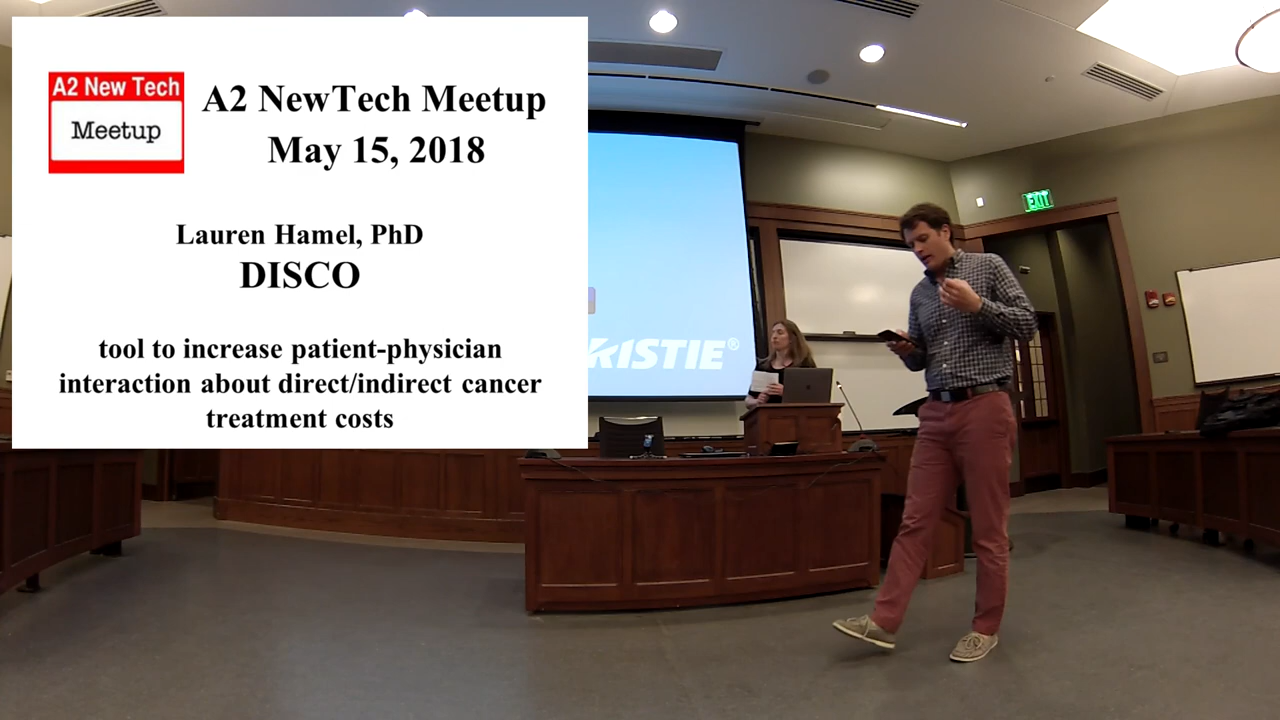 A2 New Tech
Meetup
A2 NewTech Meetup
May 15, 2018
Lauren Hamel, PhD
DISCO
tool to increase patient-physician
interaction about direct/indirect cancer
treatment costs
KISTIE®
EXIT